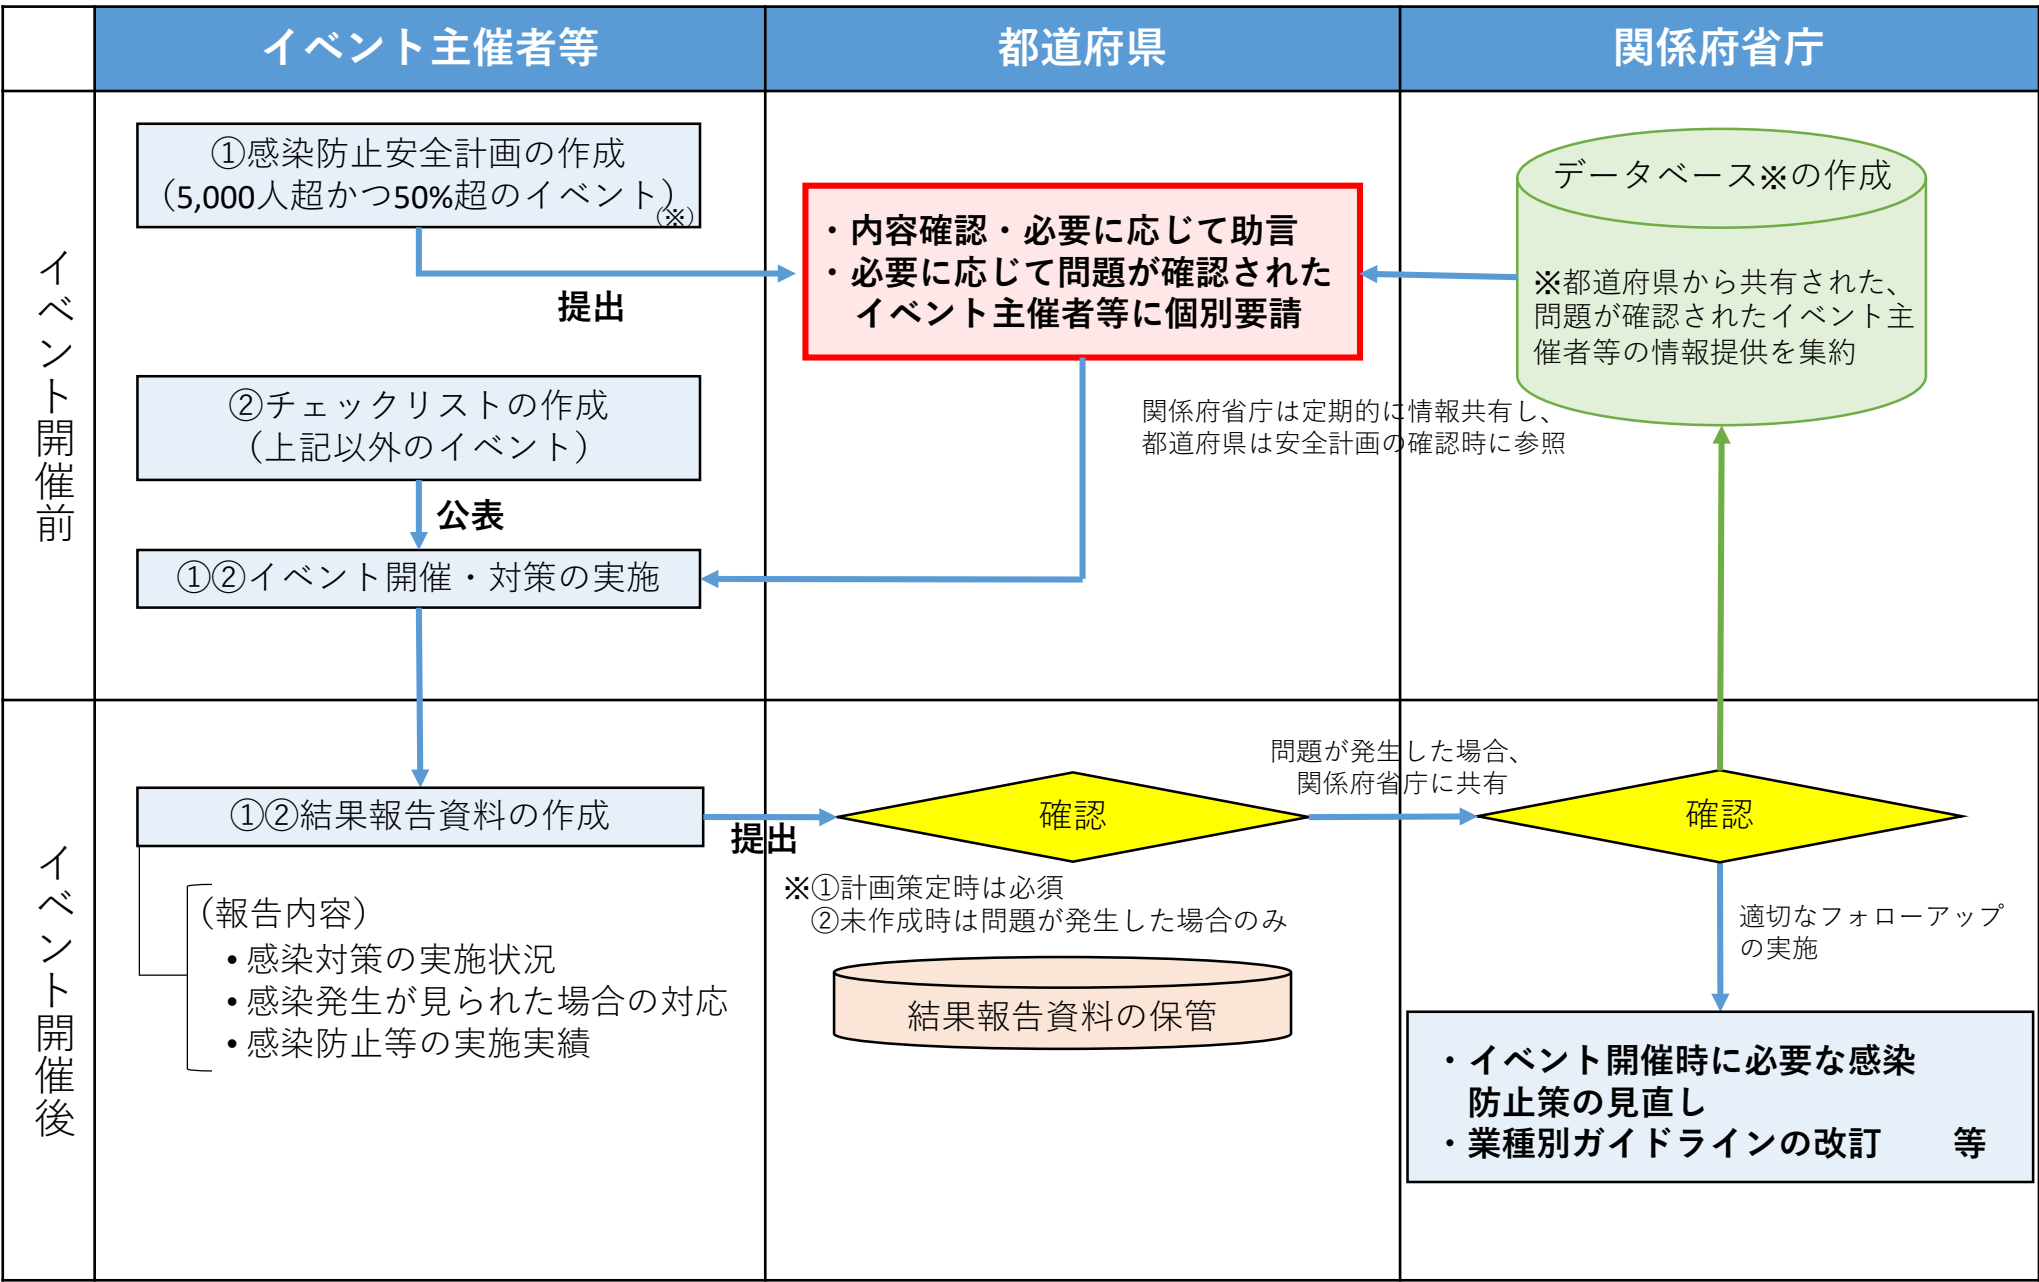 イベント主催者等
都道府県
関係府省庁
イベント開催前
①感染防止安全計画の作成
（5,000人超かつ50%超のイベント）
（※）
提出
・内容確認・必要に応じて助言
・必要に応じて問題が確認された
イベント主催者等に個別要請
データベース※の作成
※都道府県から共有された、
問題が確認されたイベント主
催者等の情報提供を集約
関係府省庁は定期的に情報共有し、
都道府県は安全計画の確認時に参照
②チェックリストの作成
（上記以外のイベント）
公表
①②イベント開催・対策の実施
イベント開催後
①②結果報告資料の作成
提出
確認
問題が発生した場合、
関係府省庁に共有
確認
（報告内容）
•感染対策の実施状況
•感染発生が見られた場合の対応
•感染防止等の実施実績
※①計画策定時は必須
②未作成時は問題が発生した場合のみ
結果報告資料の保管
適切なフォローアップ
の実施
・イベント開催時に必要な感染
防止策の見直し
・業種別ガイドラインの改訂　　等